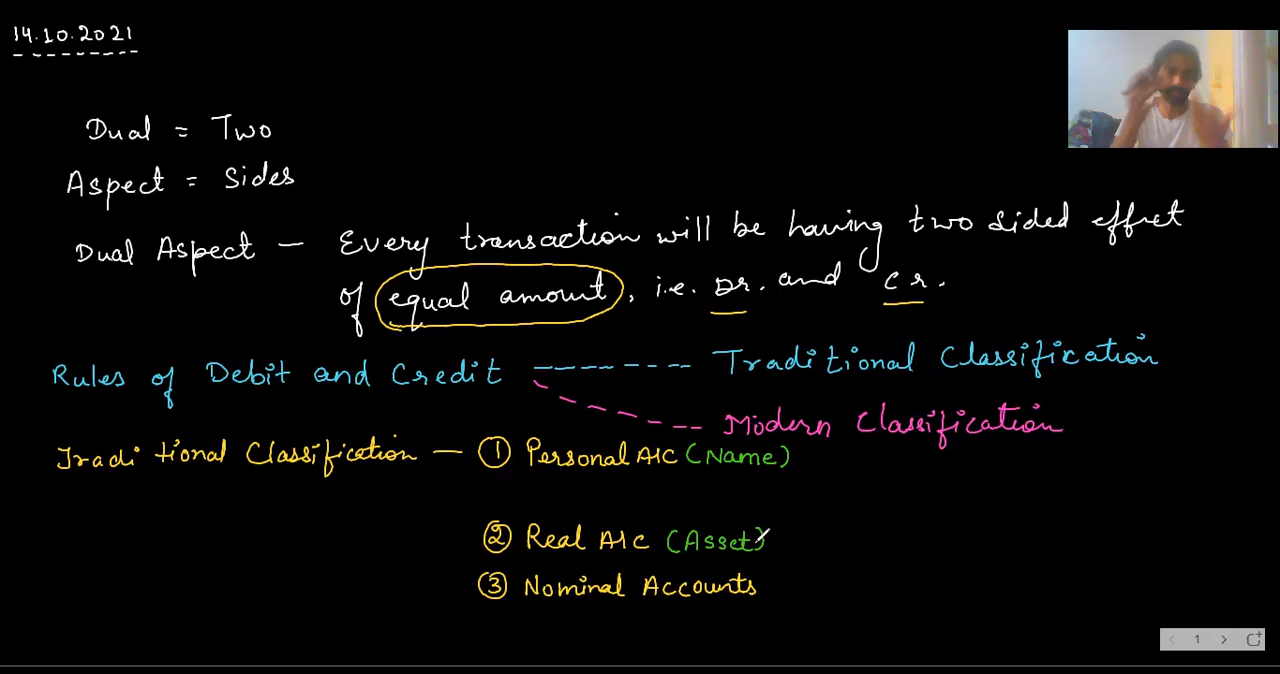 14.10.2021
Dual = Two
Aspect = Sides
Dual Aspect — Every transaction will be having two sided effect
of equal amount, i.e. Dr. and Cr.
Rules of Debit and Credit ------- Traditional Classification
---- Modern Classification
Traditional Classification — ① Personal A/C (Name)
② Real A/C (Asset)
③ Nominal Accounts
1